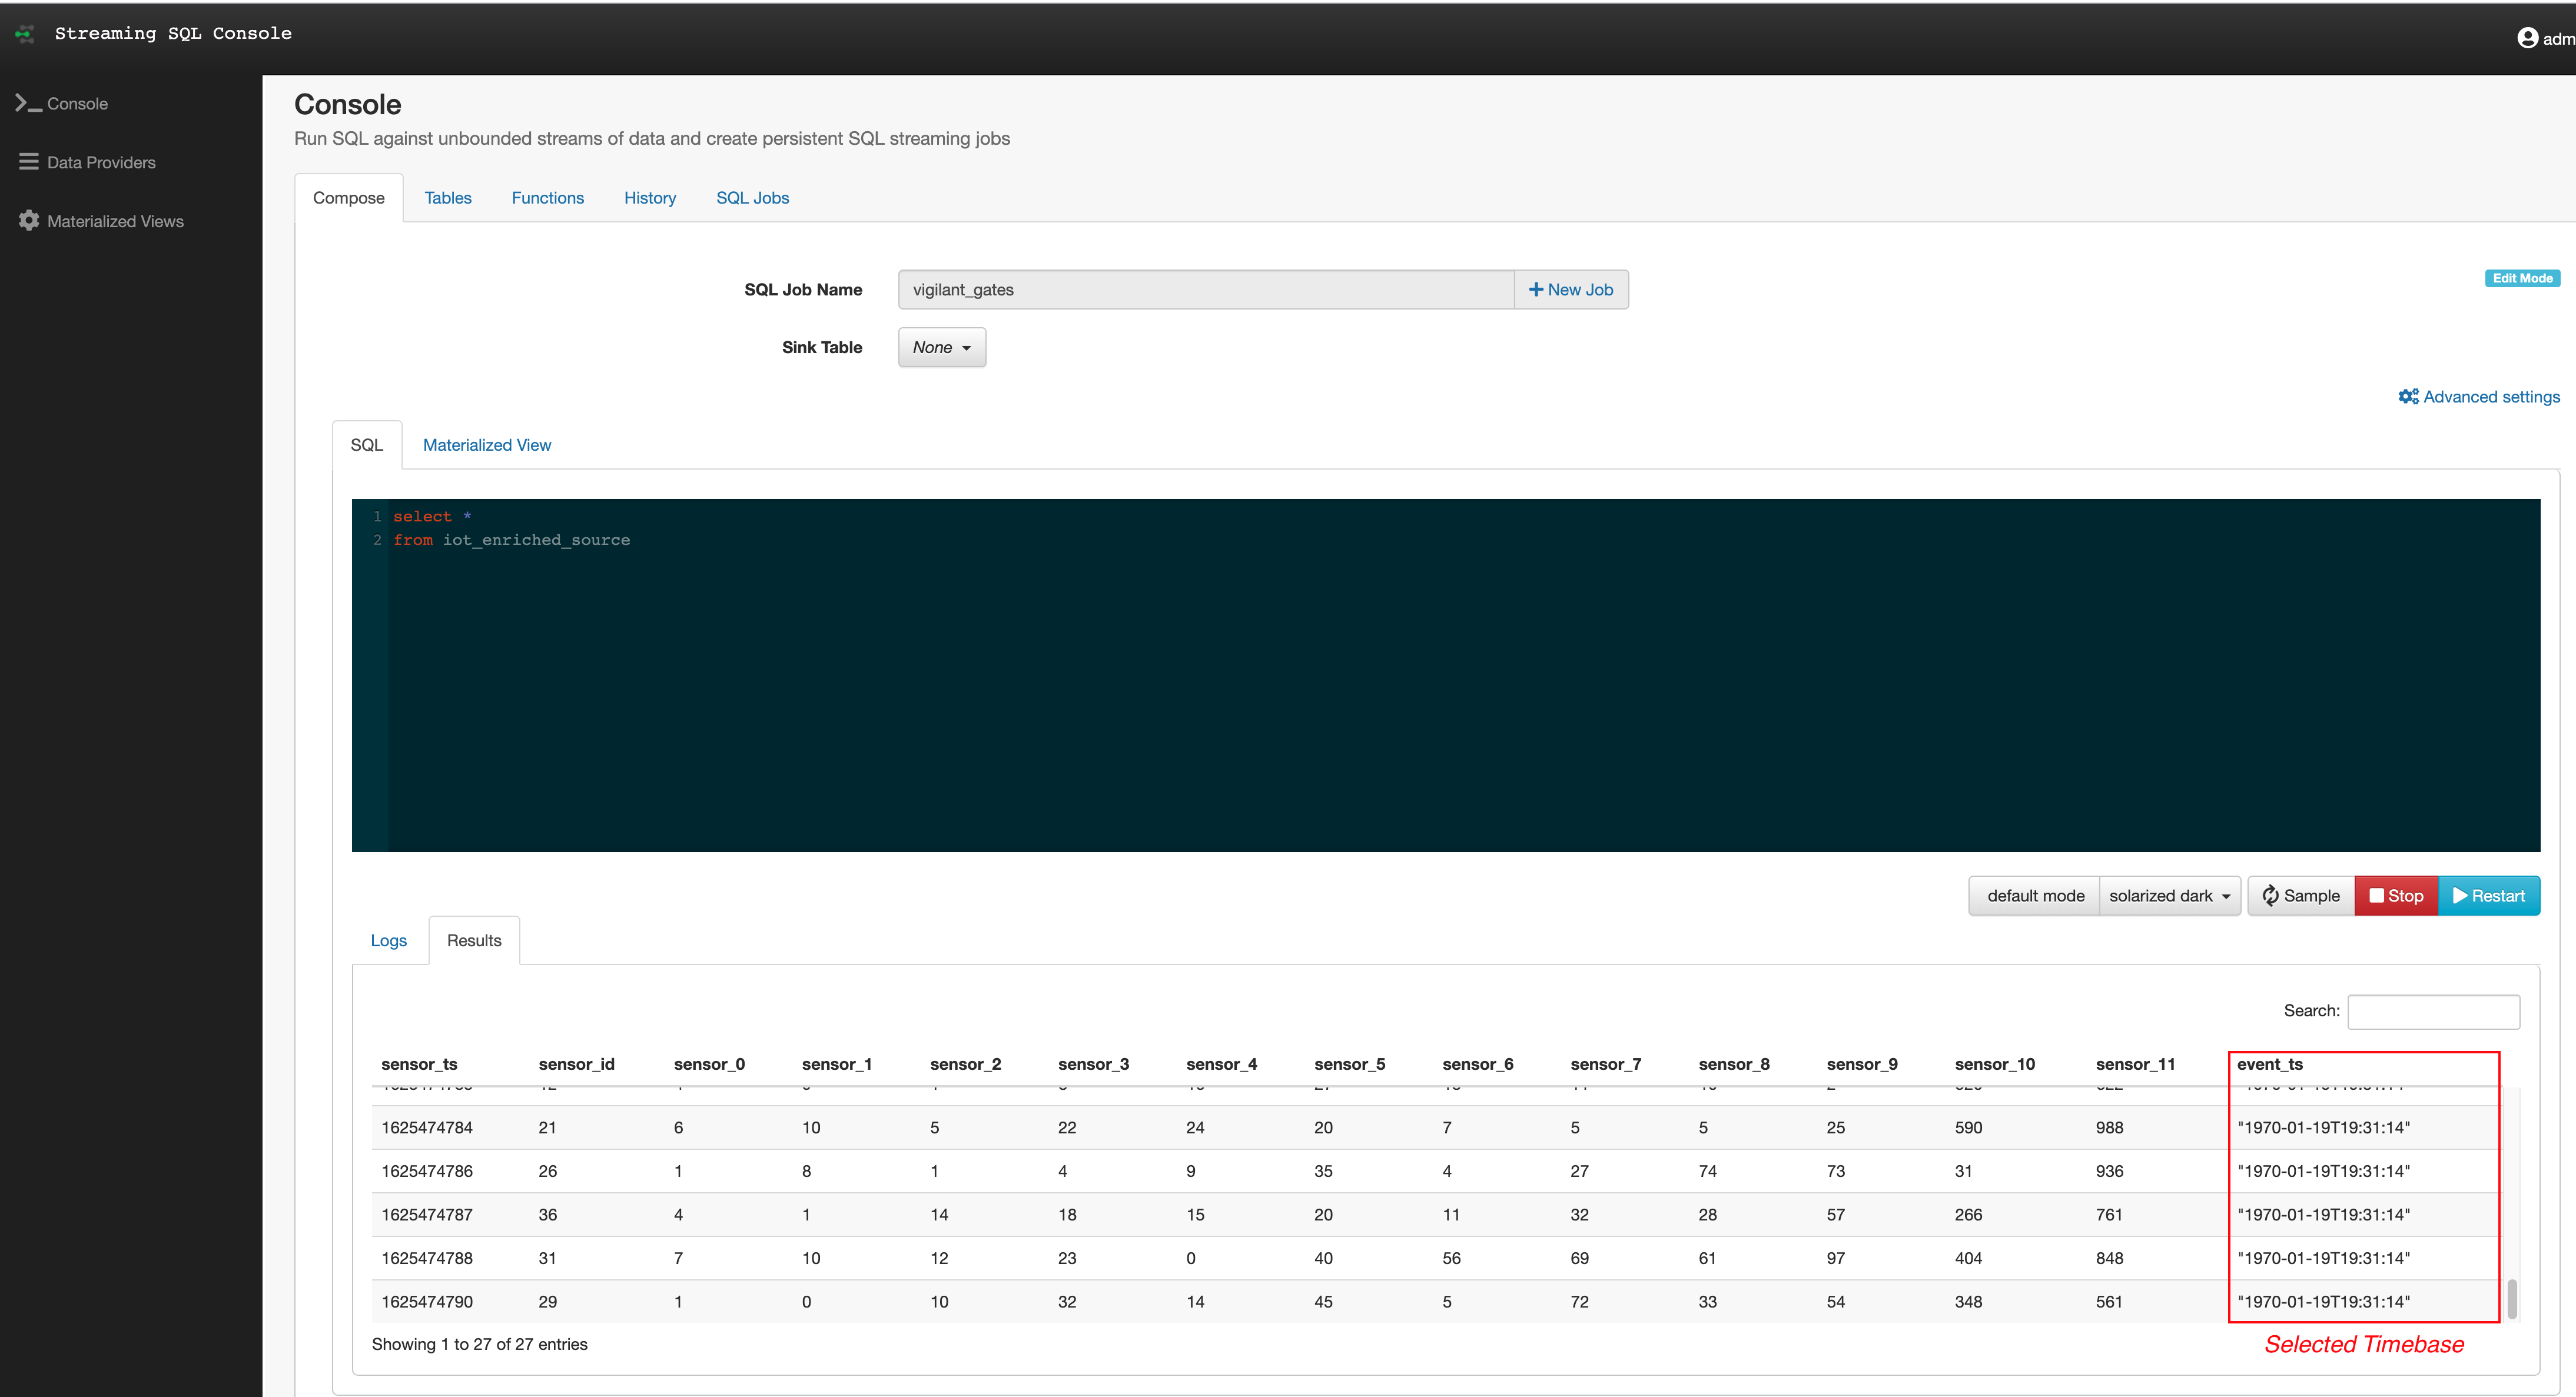 Streaming SQL Console
adm
Console
Data Providers
Materialized Views
Console
Run SQL against unbounded streams of data and create persistent SQL streaming jobs
Compose Tables Functions History SQL Jobs
SQL Job Name vigilant_gates New Job Edit Mode
Sink Table None
Advanced settings
SQL Materialized View
1 select *
2 from iot_enriched_source
default mode solarized dark Sample Stop Restart
Logs Results
Search:
sensor_ts sensor_id sensor_0 sensor_1 sensor_2 sensor_3 sensor_4 sensor_5 sensor_6 sensor_7 sensor_8 sensor_9 sensor_10 sensor_11 event_ts
1625474784 21 6 10 5 22 24 20 7 5 5 25 590 988 "1970-01-19T19:31:14"
1625474786 26 1 8 1 4 9 35 4 27 74 73 31 936 "1970-01-19T19:31:14"
1625474787 36 4 1 14 18 15 20 11 32 28 57 266 761 "1970-01-19T19:31:14"
1625474788 31 7 10 12 23 0 40 56 69 61 97 404 848 "1970-01-19T19:31:14"
1625474790 29 1 0 10 32 14 45 5 72 33 54 348 561 "1970-01-19T19:31:14"
Showing 1 to 27 of 27 entries
Selected Timebase